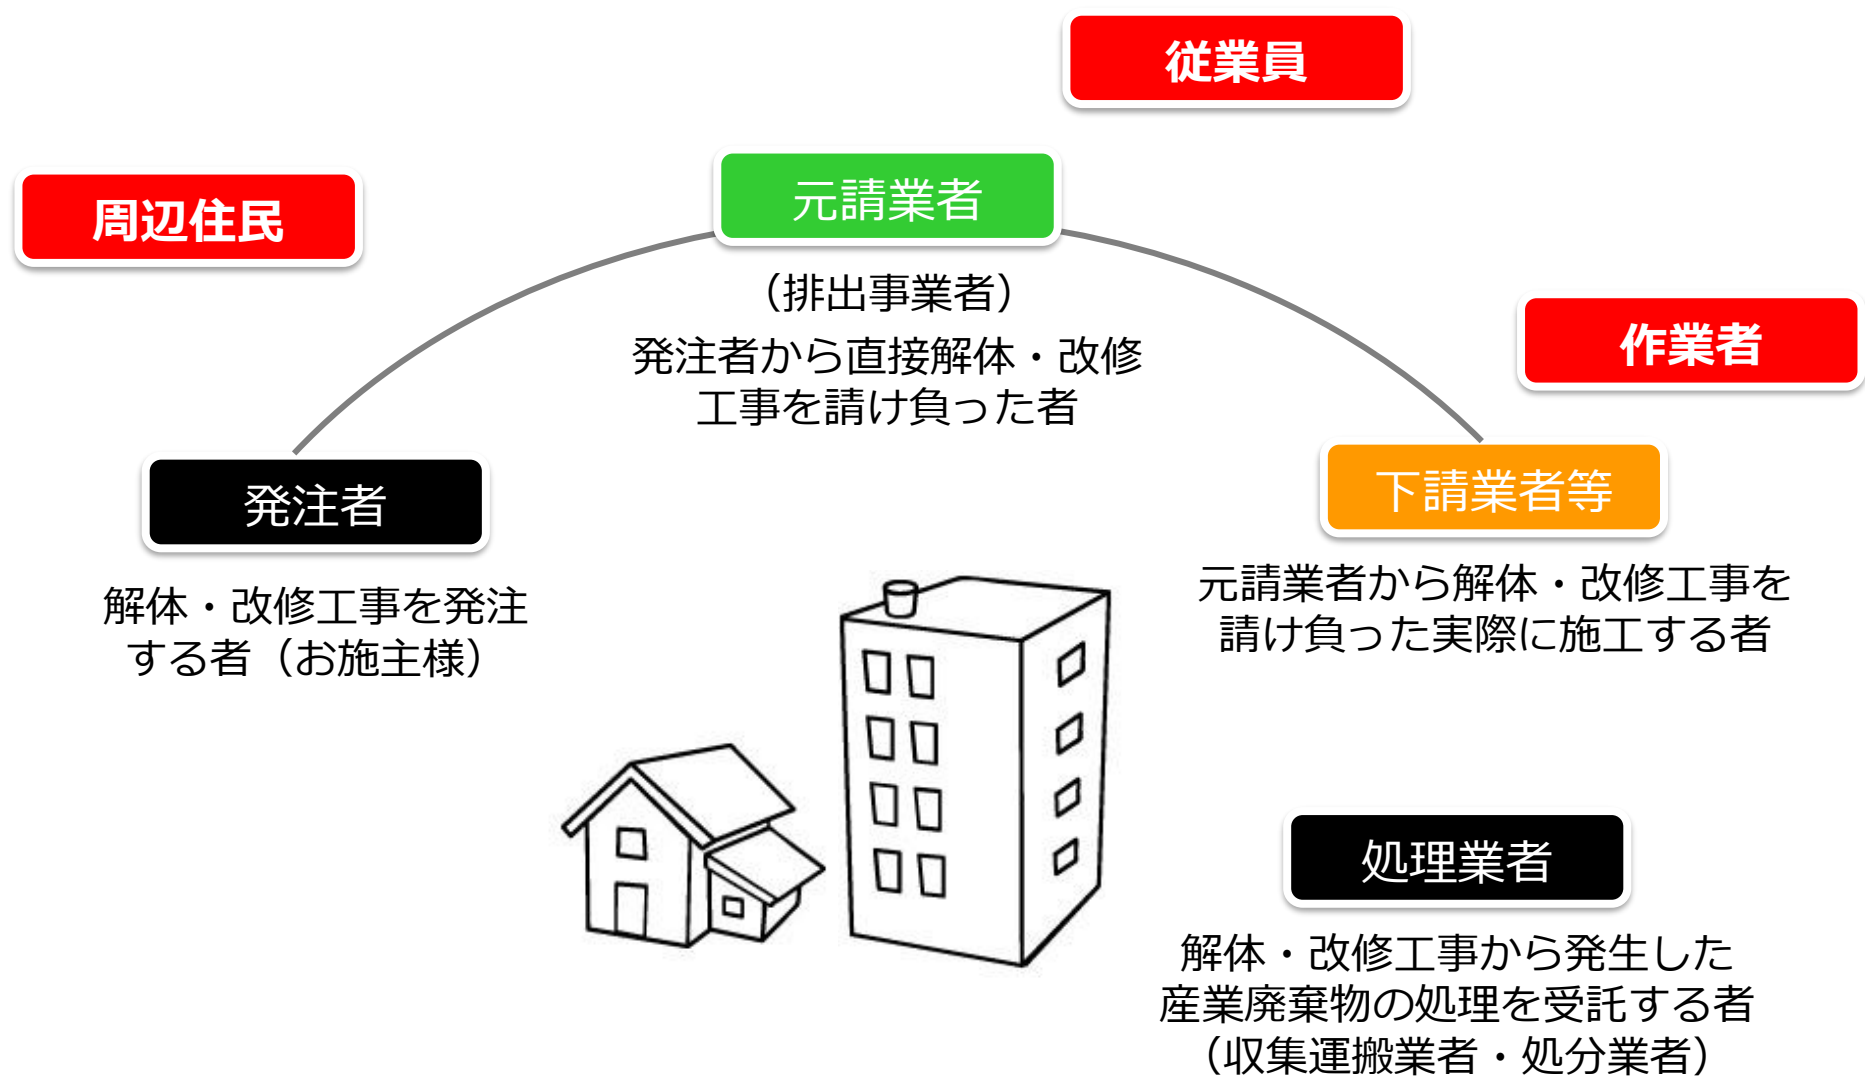 従業員
周辺住民
元請業者
（排出事業者）
発注者から直接解体・改修
工事を請け負った者
作業者
発注者
解体・改修工事を発注
する者（お施主様）
下請業者等
元請業者から解体・改修工事を
請け負った実際に施工する者
処理業者
解体・改修工事から発生した
産業廃棄物の処理を受託する者
（収集運搬業者・処分業者）